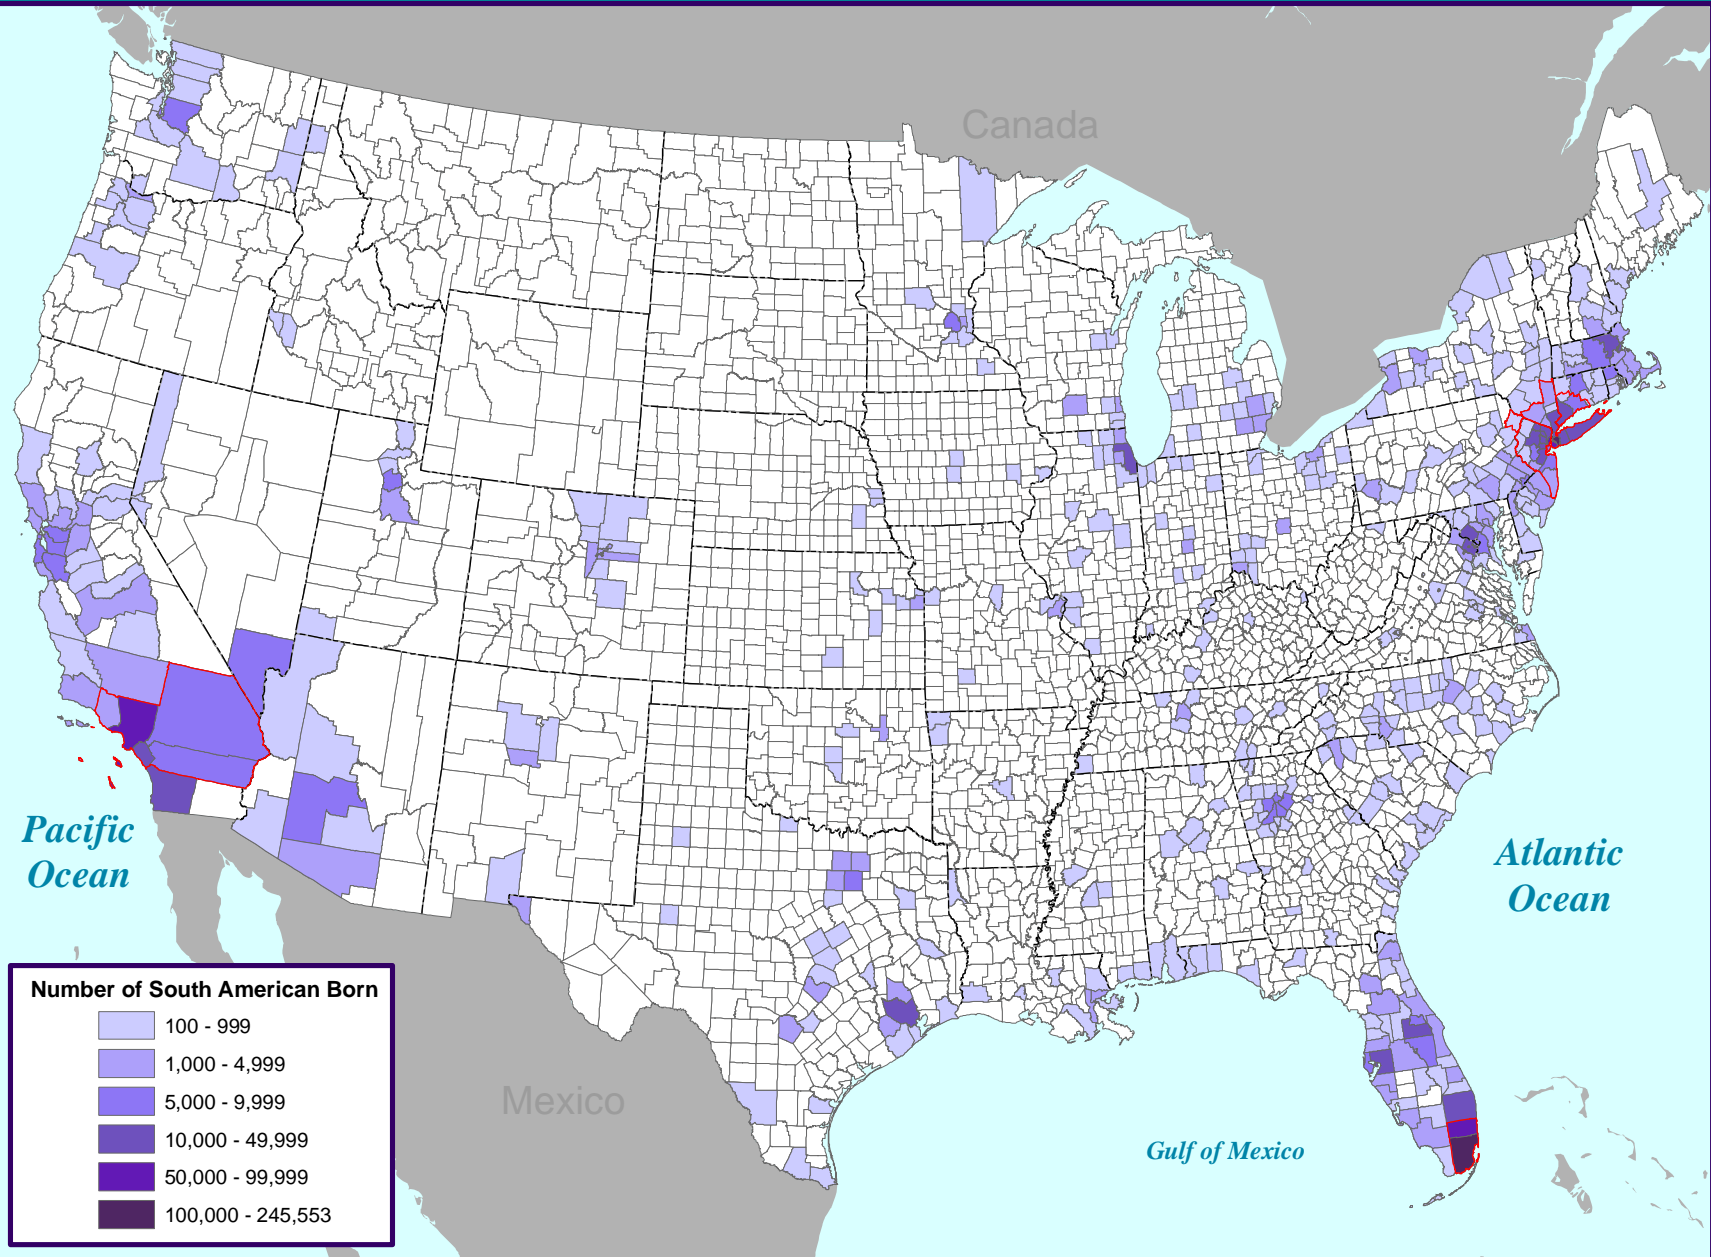 Canada
Pacific
Ocean
Atlantic
Ocean
Number of South American Born
100 - 999
1,000 - 4,999
5,000 - 9,999
10,000 - 49,999
50,000 - 99,999
100,000 - 245,553
Mexico
Gulf of Mexico